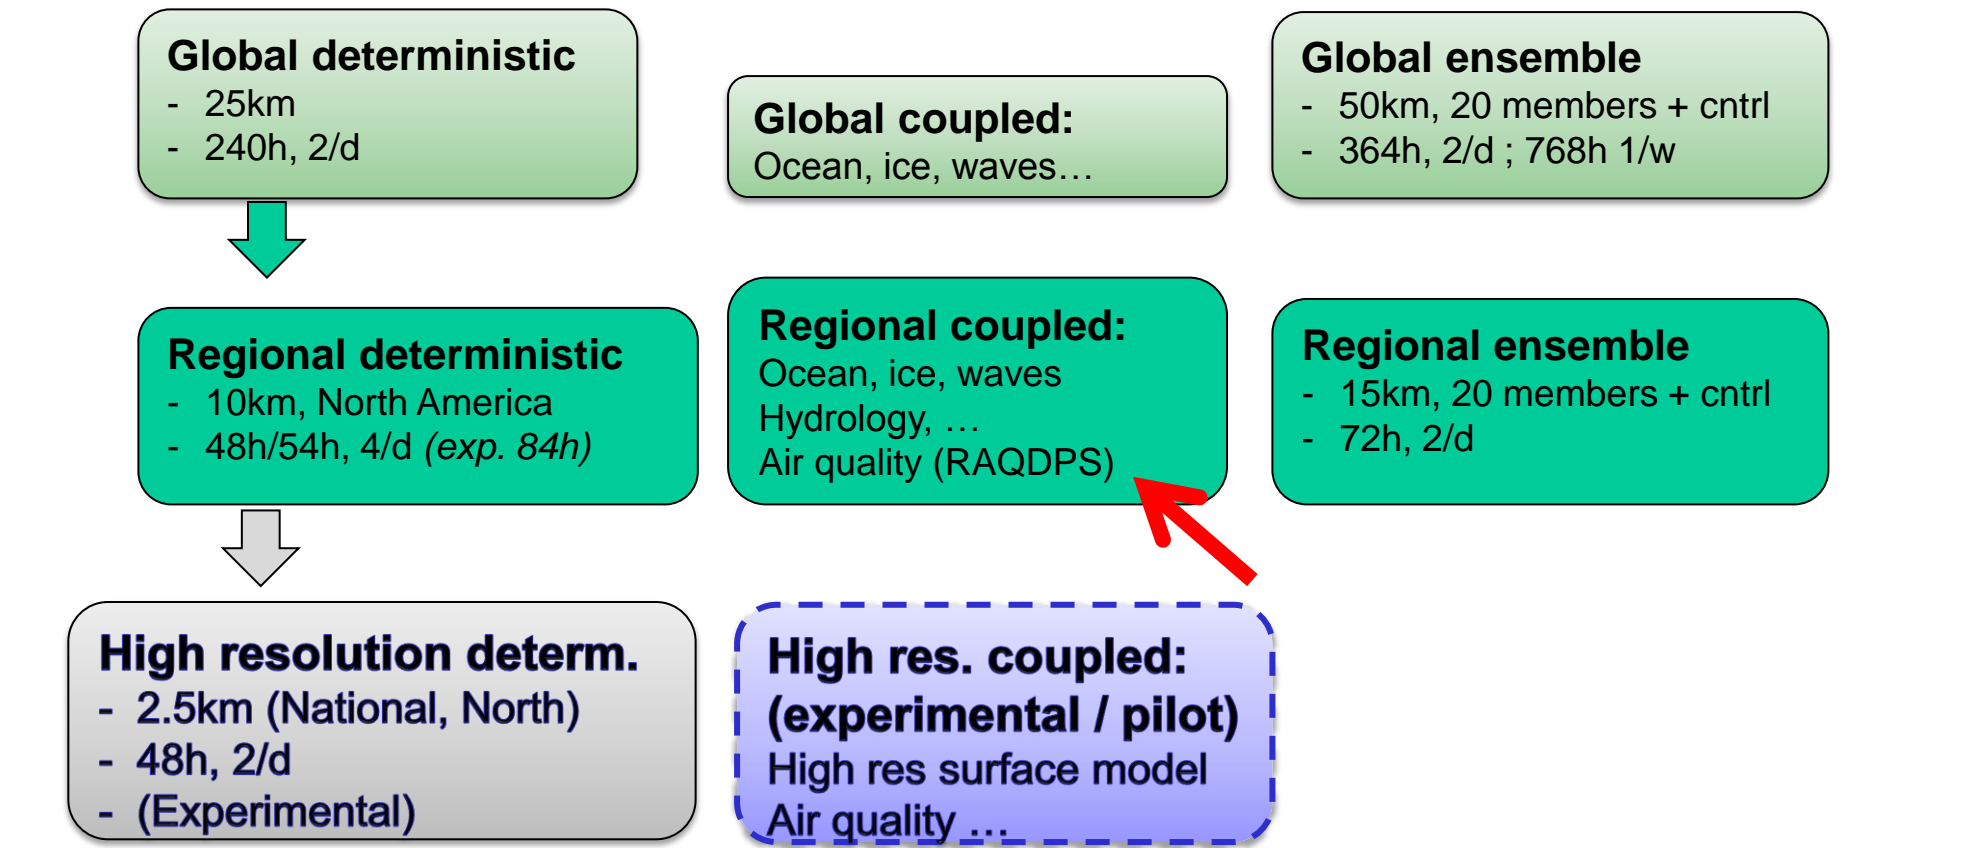 Global deterministic
- 25km
- 240h, 2/d
Global coupled:
Ocean, ice, waves…
Global ensemble
- 50km, 20 members + cntrl
- 364h, 2/d ; 768h 1/w
Regional deterministic
- 10km, North America
- 48h/54h, 4/d (exp. 84h)
Regional coupled:
Ocean, ice, waves
Hydrology, …
Air quality (RAQDPS)
Regional ensemble
- 15km, 20 members + cntrl
- 72h, 2/d
High resolution determ.
- 2.5km (National, North)
- 48h, 2/d
- (Experimental)
High res. coupled:
(experimental / pilot)
High res surface model
Air quality …